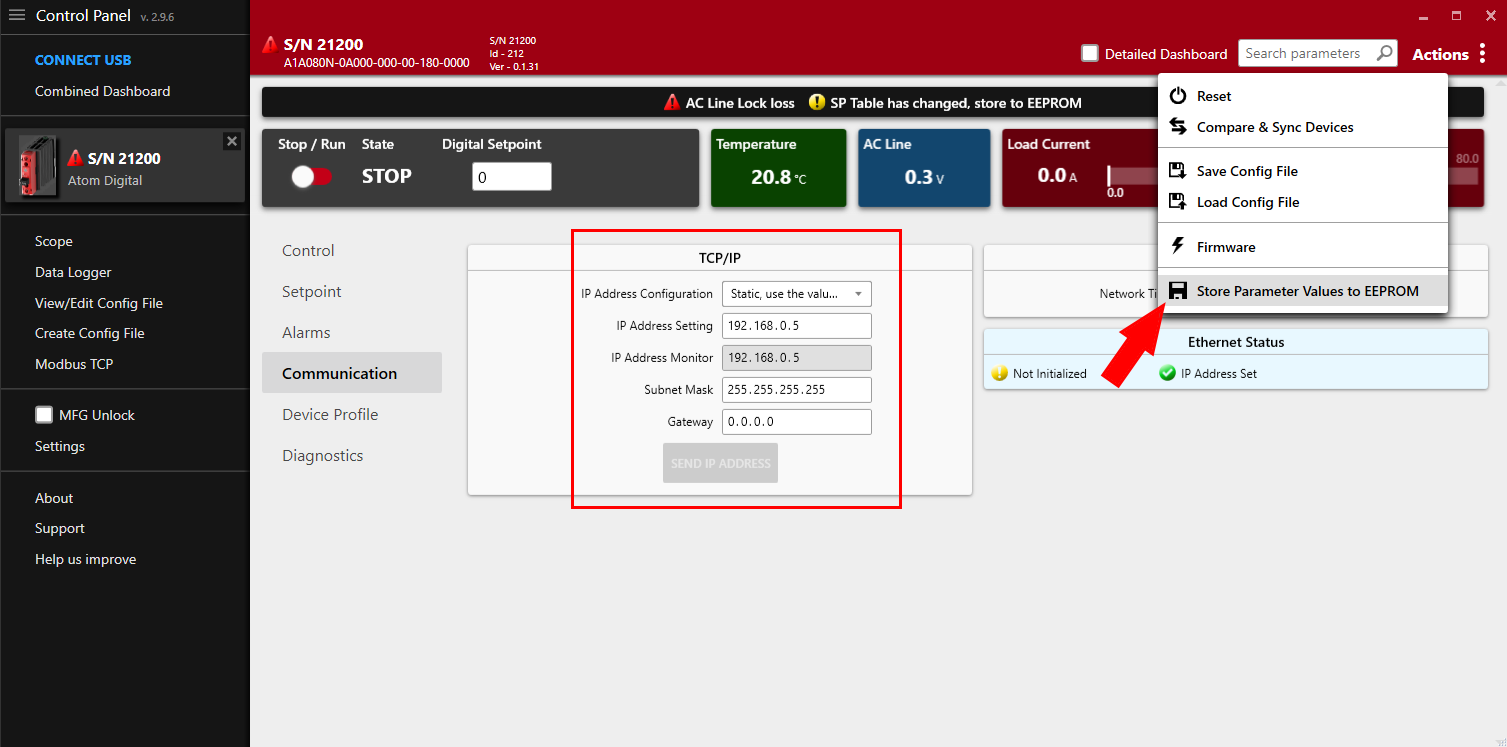 Control Panel v. 2.9.6
CONNECT USB
Combined Dashboard
S/N 21200
Atom Digital
Scope
Data Logger
View/Edit Config File
Create Config File
Modbus TCP
MFG Unlock
Settings
About
Support
Help us improve
S/N 21200
A1A080N-0A000-000-00-180-0000
S/N 21200
Id - 212
Ver - 0.1.31
Detailed Dashboard
Search parameters
Actions
AC Line Lock loss
SP Table has changed, store to EEPROM
Stop / Run
State
STOP
Digital Setpoint
0
Temperature
20.8 °C
AC Line
0.3 V
Load Current
0.0 A
0.0
80.0
Reset
Compare & Sync Devices
Save Config File
Load Config File
Firmware
Store Parameter Values to EEPROM
Control
Setpoint
Alarms
Communication
Device Profile
Diagnostics
TCP/IP
IP Address Configuration Static, use the valu...
IP Address Setting 192.168.0.5
IP Address Monitor 192.168.0.5
Subnet Mask 255.255.255.255
Gateway 0.0.0.0
SEND IP ADDRESS
Network Ti
Ethernet Status
Not Initialized
IP Address Set